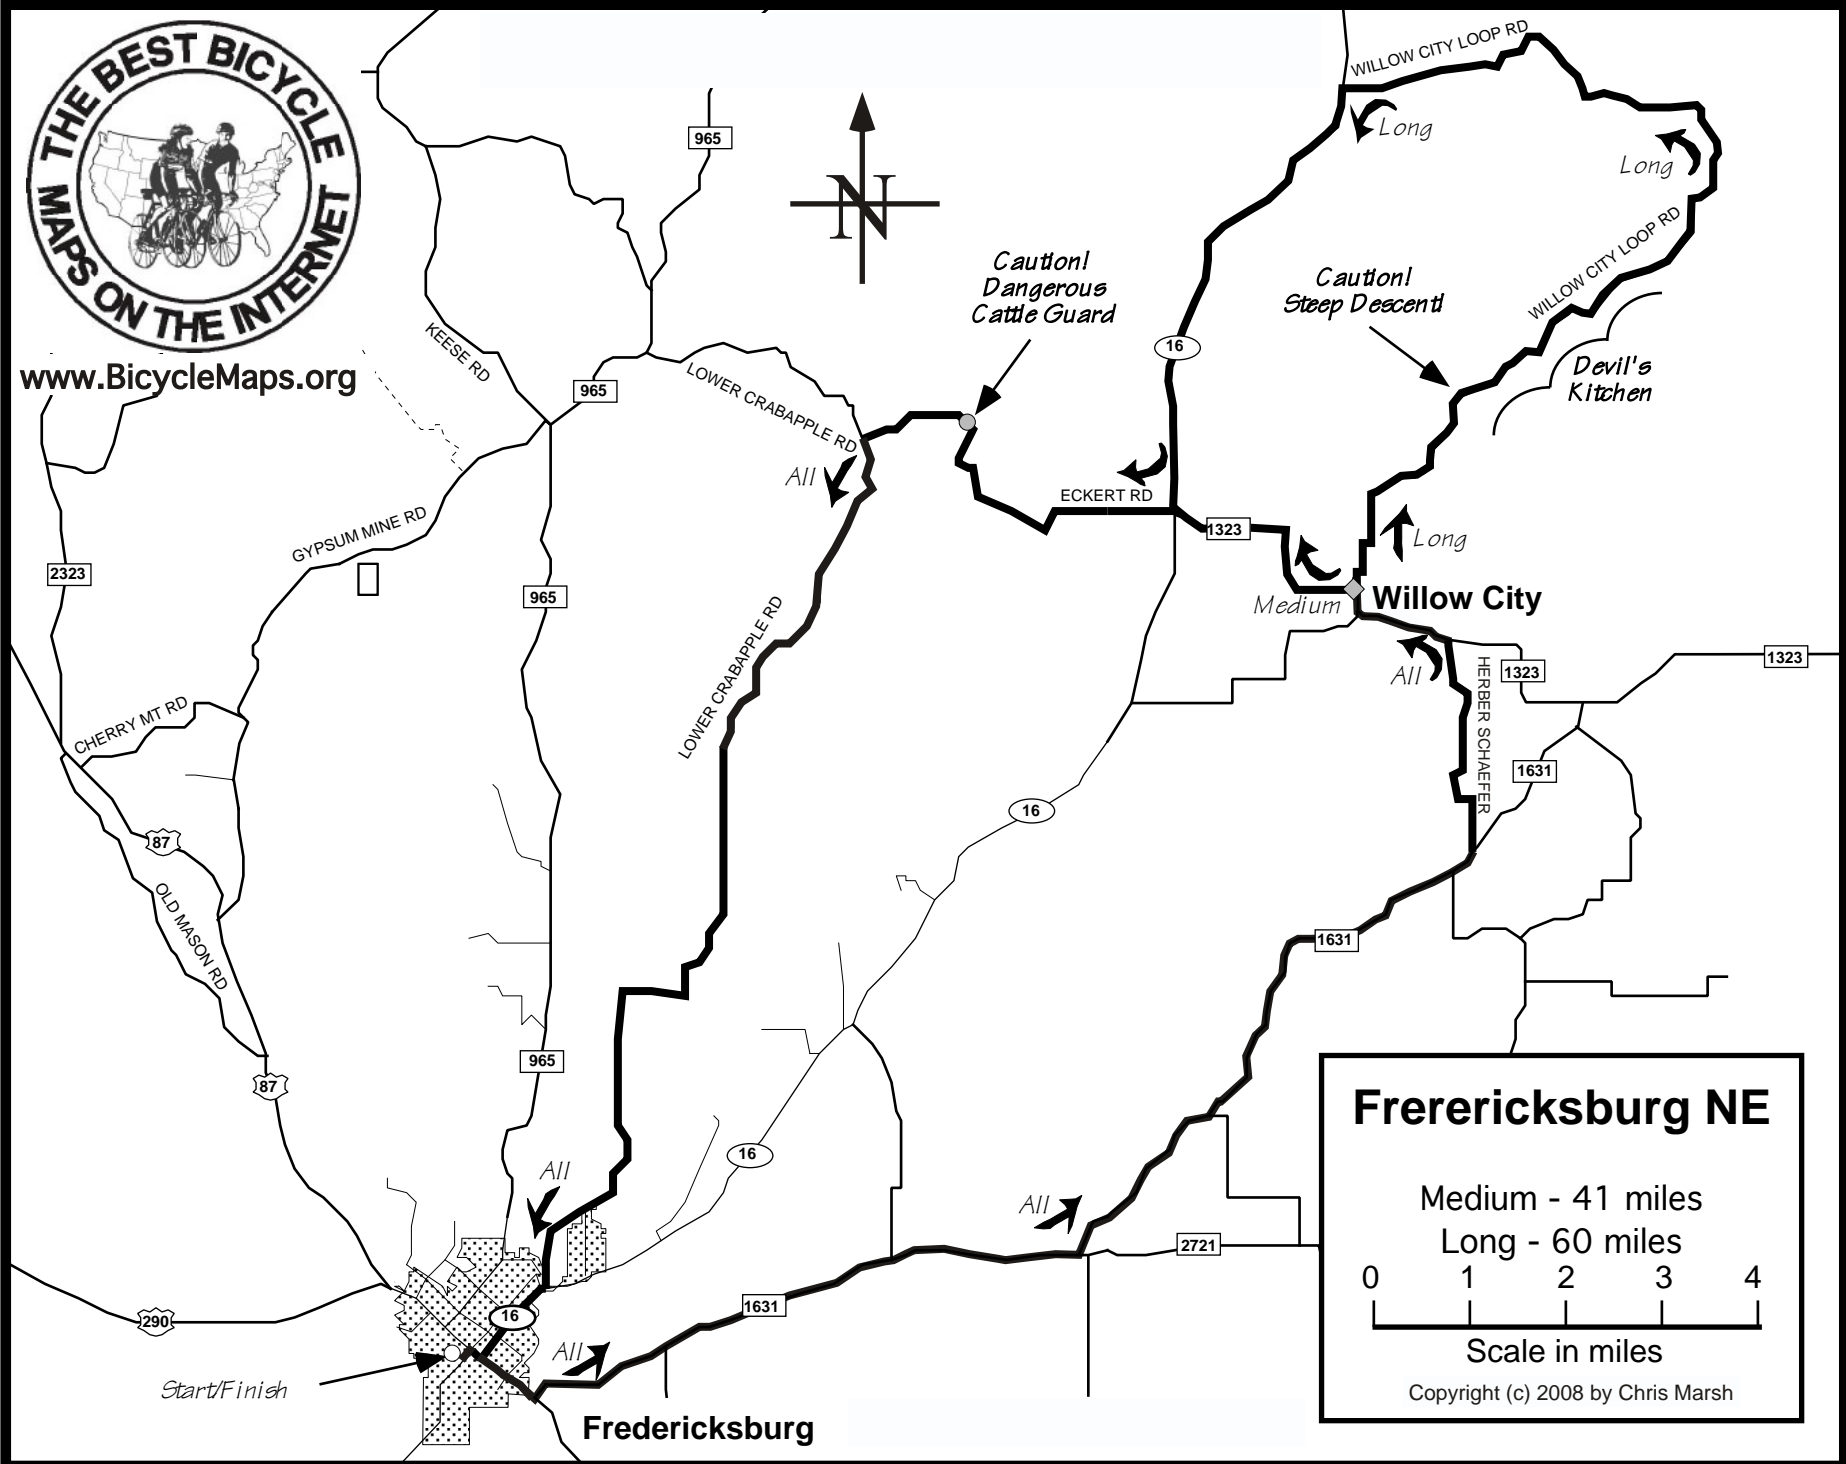 THE BEST BICYCLE
MAPS ON THE INTERNET
www.BicycleMaps.org
965
N
WILLOW CITY LOOP RD
Long
Long
WILLOW CITY LOOP RD
Caution!
Dangerous
Cattle Guard
Caution!
Steep Descent!
Devil's
Kitchen
16
KEESE RD
965
LOWER CRABAPPLE RD
All
ECKERT RD
1323
Long
GYPSUM MINE RD
2323
965
Medium
Willow City
LOWER CRABAPPLE RD
All
HERBER SCHAEFER
1323
1323
CHERRY MT RD
1631
16
87
OLD MASON RD
1631
965
87
16
All
All
2721
1631
290
16
All
Start/Finish
Fredericksburg
Frerericksburg NE
Medium - 41 miles
Long - 60 miles
0 1 2 3 4
Scale in miles
Copyright (c) 2008 by Chris Marsh